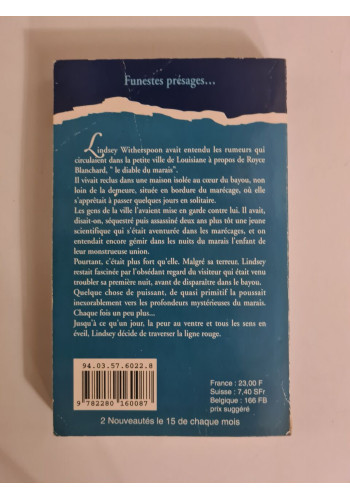 Funestes présages...
Lindsey Witherspoon avait entendu les rumeurs qui
circulaient dans la petite ville de Louisiane à propos de Royce
Blanchard, " le diable du marais".
Il vivait reclus dans une maison isolée au cœur du bayou, non
loin de la demeure, située en bordure du marécage, où elle
s'apprêtait à passer quelques jours en solitaire.
Les gens de la ville l'avaient mise en garde contre lui. Il avait,
disait-on, séquestré puis assassiné deux ans plus tôt une jeune
scientifique qui s'était aventurée dans les marécages, et on
entendait encore gémir dans les nuits du marais l'enfant de
leur monstrueuse union.
Pourtant, c'était plus fort qu'elle. Malgré sa terreur, Lindsey
restait fascinée par l'obsédant regard du visiteur qui était venu
troubler sa première nuit, avant de disparaître dans le bayou.
Quelque chose de puissant, de quasi primitif la poussait
inexorablement vers les profondeurs mystérieuses du marais.
Chaque fois un peu plus...
Jusqu'à ce qu'un jour, la peur au ventre et tous les sens en
éveil, Lindsey décide de traverser la ligne rouge.
94.03.57.6022.8
9 782280 160087
France : 23,00 F
Suisse : 7,40 SFr
Belgique : 166 FB
prix suggéré
2 Nouveautés le 15 de chaque mois